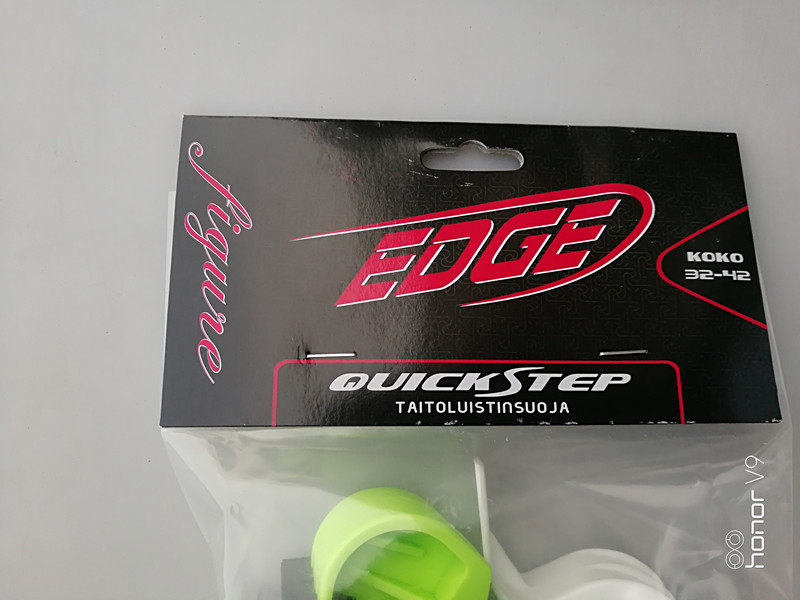 figure
EDGE
KOKO
32-42
QUICKSTEP
TAITOLUISTINSUOJA
honor V9